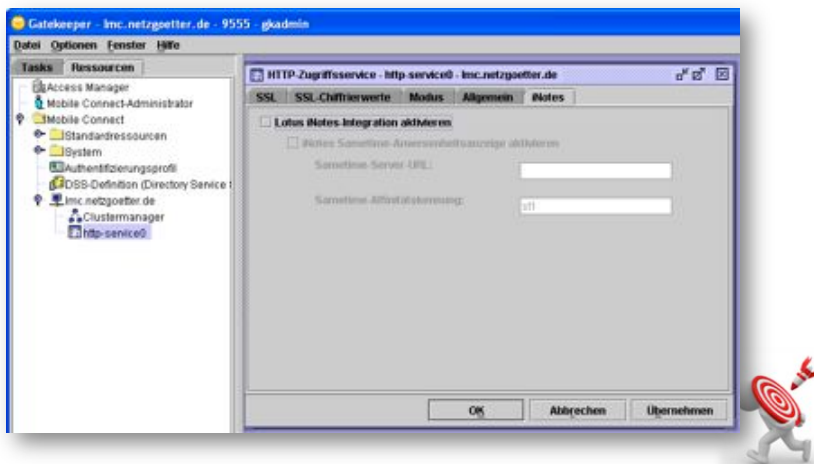 Gatekeeper - lmc.netzgoetter.de - 9555 - gkadmin
Datei Optionen Fenster Hilfe
Tasks Ressourcen
Access Manager
Mobile Connect-Administrator
Mobile Connect
Standardressourcen
System
Authentifizierungsprofil
DSS-Definition (Directory Service
lmc.netzgoetter.de
Clustermanager
http-service0
HTTP-Zugriffsservice - http-service0 - lmc.netzgoetter.de
SSL SSL-Chiffrierwerte Modus Allgemein iNotes
Lotus iNotes-Integration aktivieren
iNotes Sametime-Anwesenheitsanzeige aktivieren
Sametime-Server-URL:
Sametime-Affinitätskennung:
st1
OK Abbrechen Übernehmen